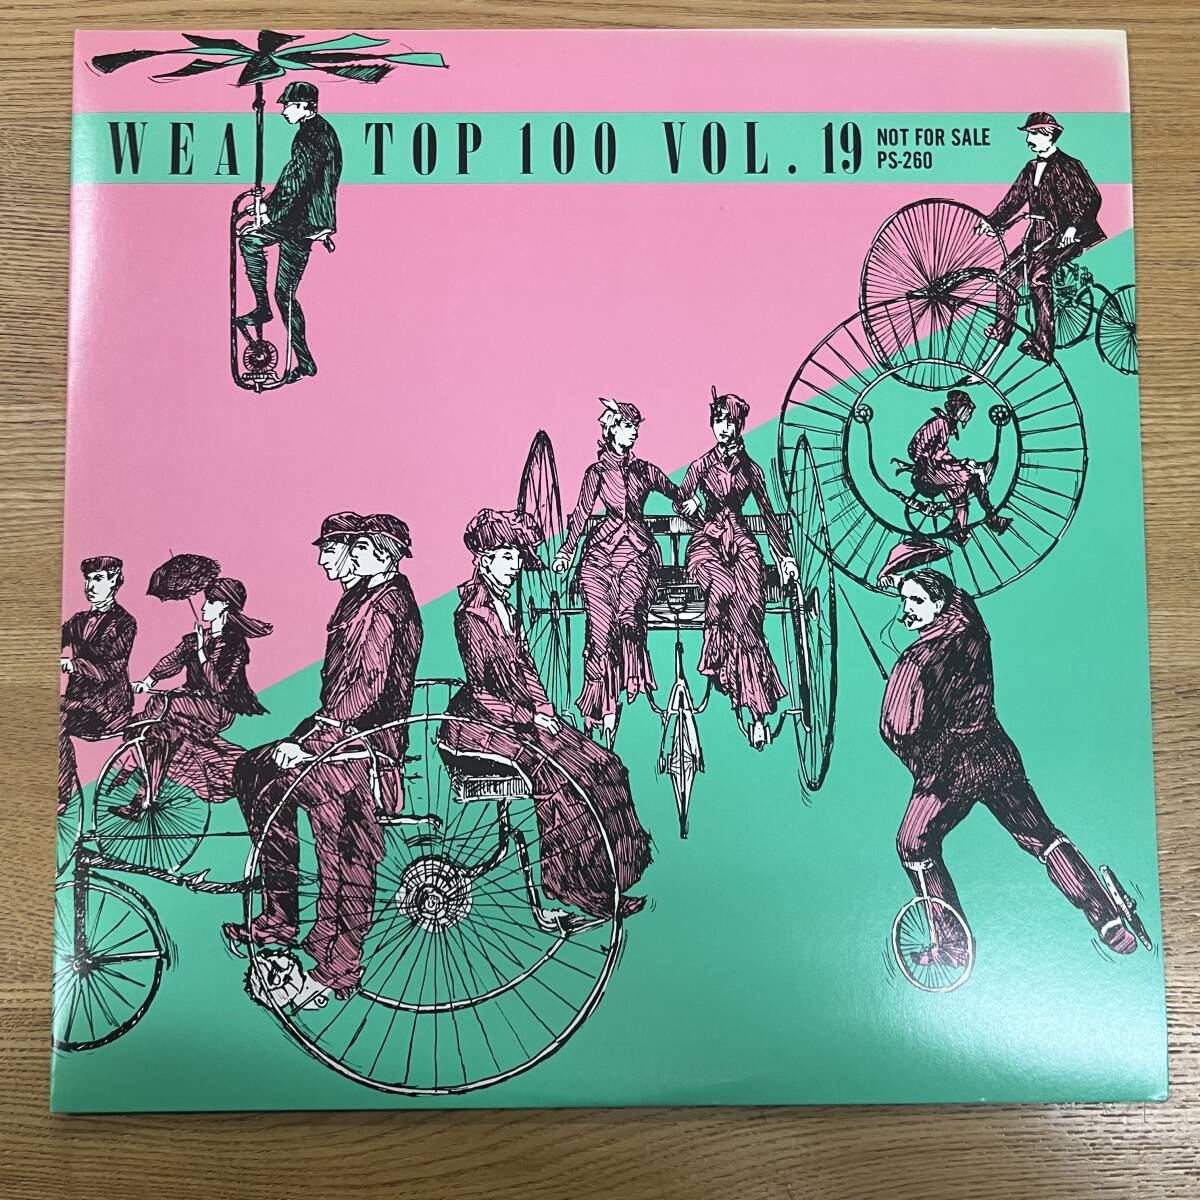 WEA TOP 100 VOL. 19
NOT FOR SALE
PS-260